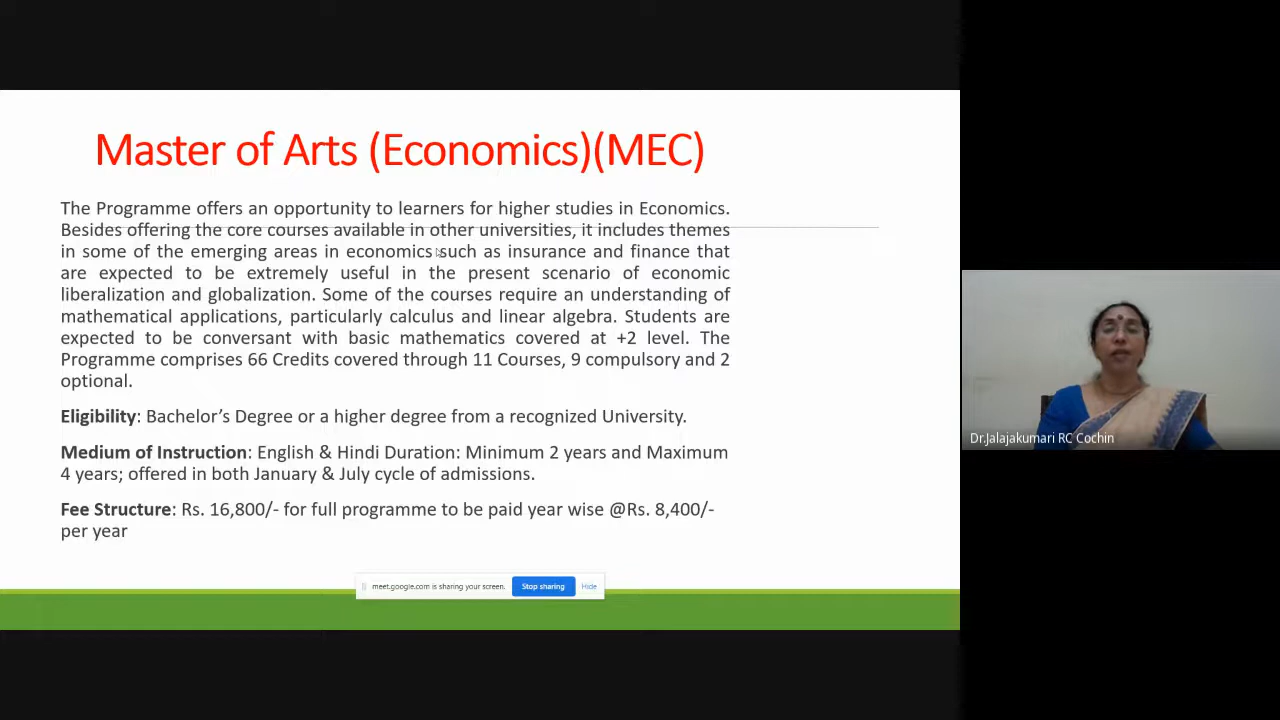 Master of Arts (Economics)(MEC)
The Programme offers an opportunity to learners for higher studies in Economics.
Besides offering the core courses available in other universities, it includes themes
in some of the emerging areas in economics such as insurance and finance that
are expected to be extremely useful in the present scenario of economic
liberalization and globalization. Some of the courses require an understanding of
mathematical applications, particularly calculus and linear algebra. Students are
expected to be conversant with basic mathematics covered at +2 level. The
Programme comprises 66 Credits covered through 11 Courses, 9 compulsory and 2
optional.
Eligibility: Bachelor’s Degree or a higher degree from a recognized University.
Medium of Instruction: English & Hindi Duration: Minimum 2 years and Maximum
4 years; offered in both January & July cycle of admissions.
Fee Structure: Rs. 16,800/- for full programme to be paid year wise @Rs. 8,400/-
per year
meet.google.com is sharing your screen. Stop sharing Hide
Dr.Jalajakumari RC Cochin